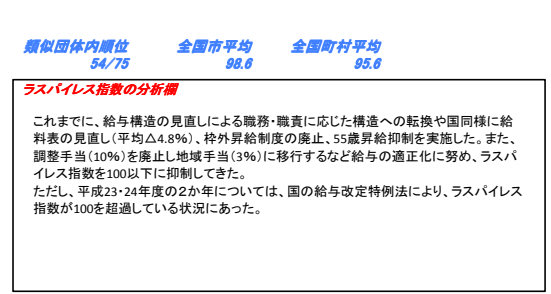 類似団体内順位 全国市平均 全国町村平均
54/75 98.6 95.6
ラスパイレス指数の分析欄
これまでに、給与構造の見直しによる職務・職責に応じた構造への転換や国同様に給
料表の見直し(平均△4.8%)、枠外昇給制度の廃止、55歳昇給抑制を実施した。また、
調整手当(10%)を廃止し地域手当(3%)に移行するなど給与の適正化に努め、ラスパ
イレス指数を100以下に抑制してきた。
ただし、平成23・24年度の2か年については、国の給与改定特例法により、ラスパイレス
指数が100を超過している状況にあった。